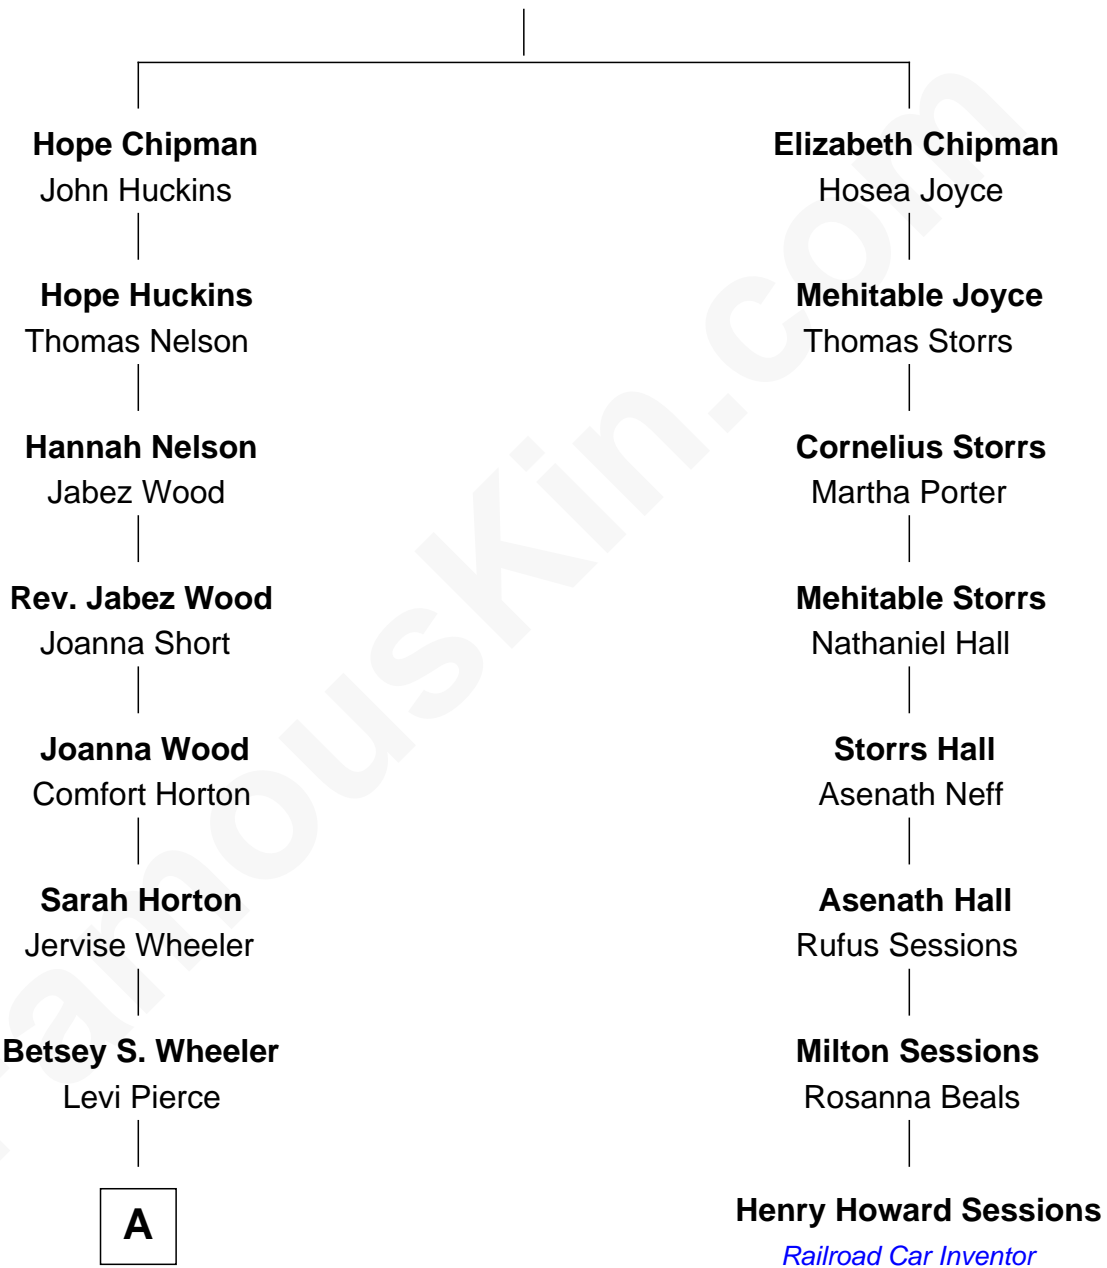 Hope Chipman
John Huckins
Hope Huckins
Thomas Nelson
Hannah Nelson
Jabez Wood
Rev. Jabez Wood
Joanna Short
Joanna Wood
Comfort Horton
Sarah Horton
Jervise Wheeler
Betsey S. Wheeler
Levi Pierce
A
Elizabeth Chipman
Hosea Joyce
Mehitable Joyce
Thomas Storrs
Cornelius Storrs
Martha Porter
Mehitable Storrs
Nathaniel Hall
Storrs Hall
Asenath Neff
Asenath Hall
Rufus Sessions
Milton Sessions
Rosanna Beals
Henry Howard Sessions
Railroad Car Inventor
FamousKin.com